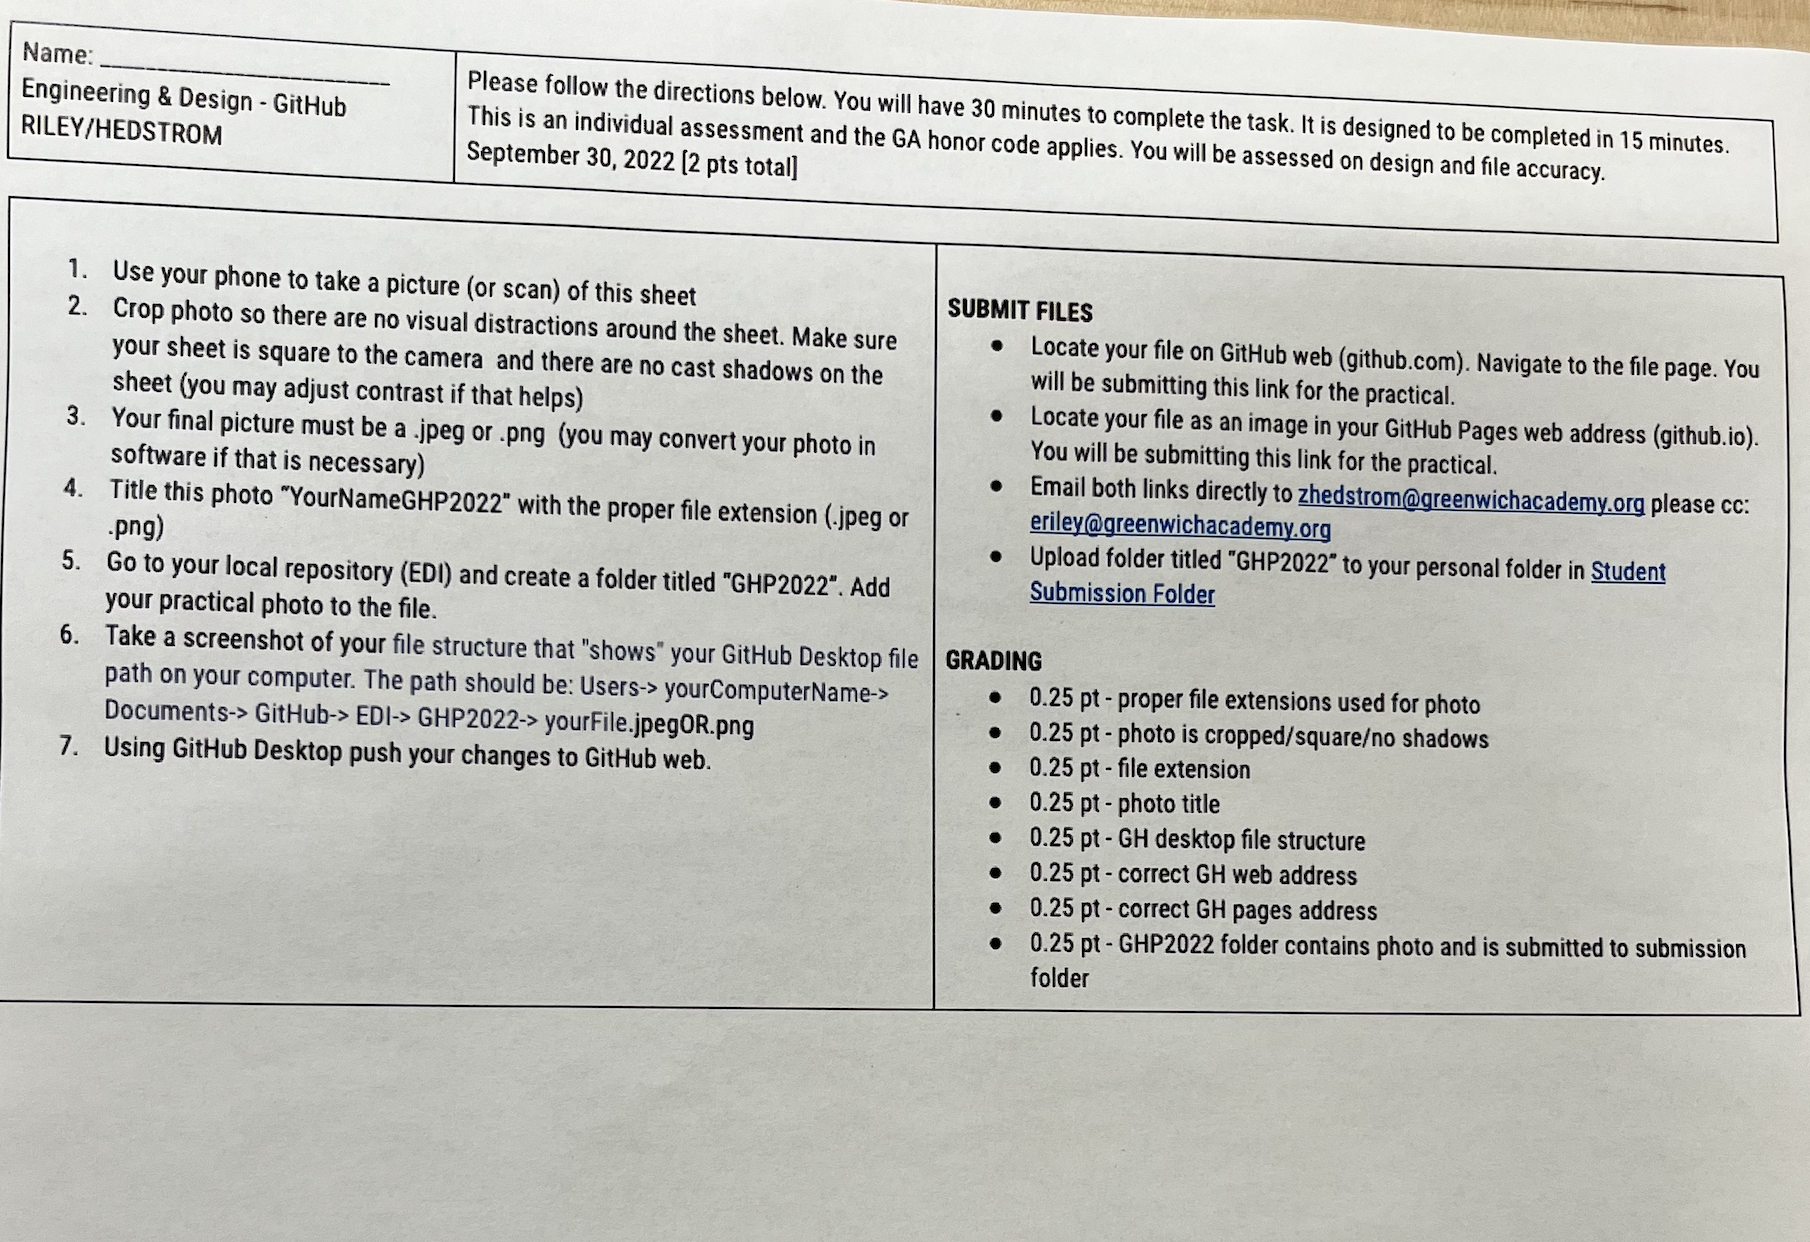 Name: ____________________
Engineering & Design - GitHub
RILEY/HEDSTROM
Please follow the directions below. You will have 30 minutes to complete the task. It is designed to be completed in 15 minutes.
This is an individual assessment and the GA honor code applies. You will be assessed on design and file accuracy.
September 30, 2022 [2 pts total]
1. Use your phone to take a picture (or scan) of this sheet
2. Crop photo so there are no visual distractions around the sheet. Make sure
your sheet is square to the camera and there are no cast shadows on the
sheet (you may adjust contrast if that helps)
3. Your final picture must be a .jpeg or .png (you may convert your photo in
software if that is necessary)
4. Title this photo "YourNameGHP2022" with the proper file extension (.jpeg or
.png)
5. Go to your local repository (EDI) and create a folder titled "GHP2022". Add
your practical photo to the file.
6. Take a screenshot of your file structure that "shows" your GitHub Desktop file
path on your computer. The path should be: Users-> yourComputerName->
Documents-> GitHub-> EDI-> GHP2022-> yourFile.jpegOR.png
7. Using GitHub Desktop push your changes to GitHub web.
SUBMIT FILES
● Locate your file on GitHub web (github.com). Navigate to the file page. You
will be submitting this link for the practical.
● Locate your file as an image in your GitHub Pages web address (github.io).
You will be submitting this link for the practical.
● Email both links directly to zhedstrom@greenwichacademy.org please cc:
eriley@greenwichacademy.org
● Upload folder titled "GHP2022" to your personal folder in Student
Submission Folder
GRADING
● 0.25 pt - proper file extensions used for photo
● 0.25 pt - photo is cropped/square/no shadows
● 0.25 pt - file extension
● 0.25 pt - photo title
● 0.25 pt - GH desktop file structure
● 0.25 pt - correct GH web address
● 0.25 pt - correct GH pages address
● 0.25 pt - GHP2022 folder contains photo and is submitted to submission
folder